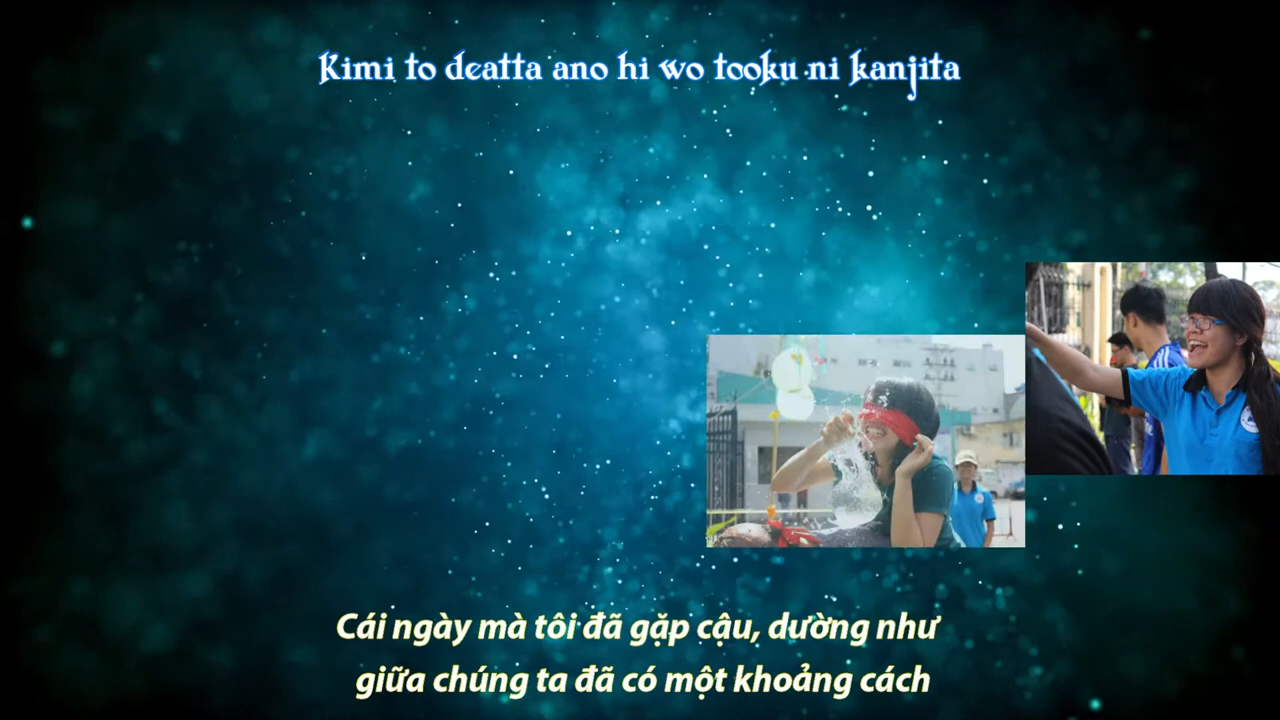 Kimi to deatta ano hi wo tooku ni kanjita
Cái ngày mà tôi đã gặp cậu, dường như
giữa chúng ta đã có một khoảng cách